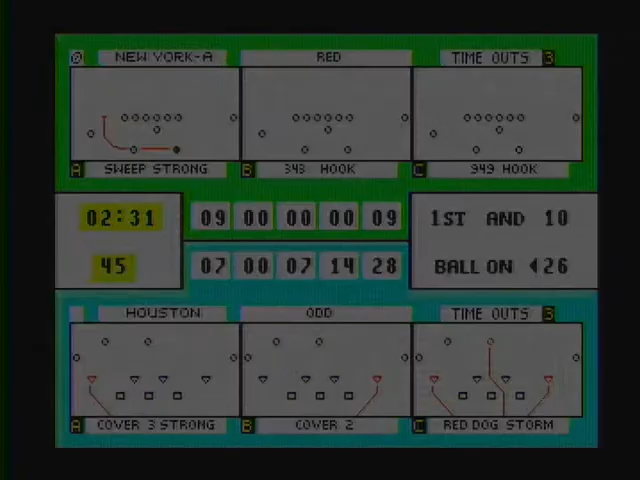 NEW YORK-A RED TIME OUTS 3
A SWEEP STRONG B 343 HOOK C 949 HOOK
02:31 09 00 00 00 09 1ST AND 10
45 07 00 07 14 28 BALL ON ◀26
HOUSTON ODD TIME OUTS 3
A COVER 3 STRONG B COVER 2 C RED DOG STORM